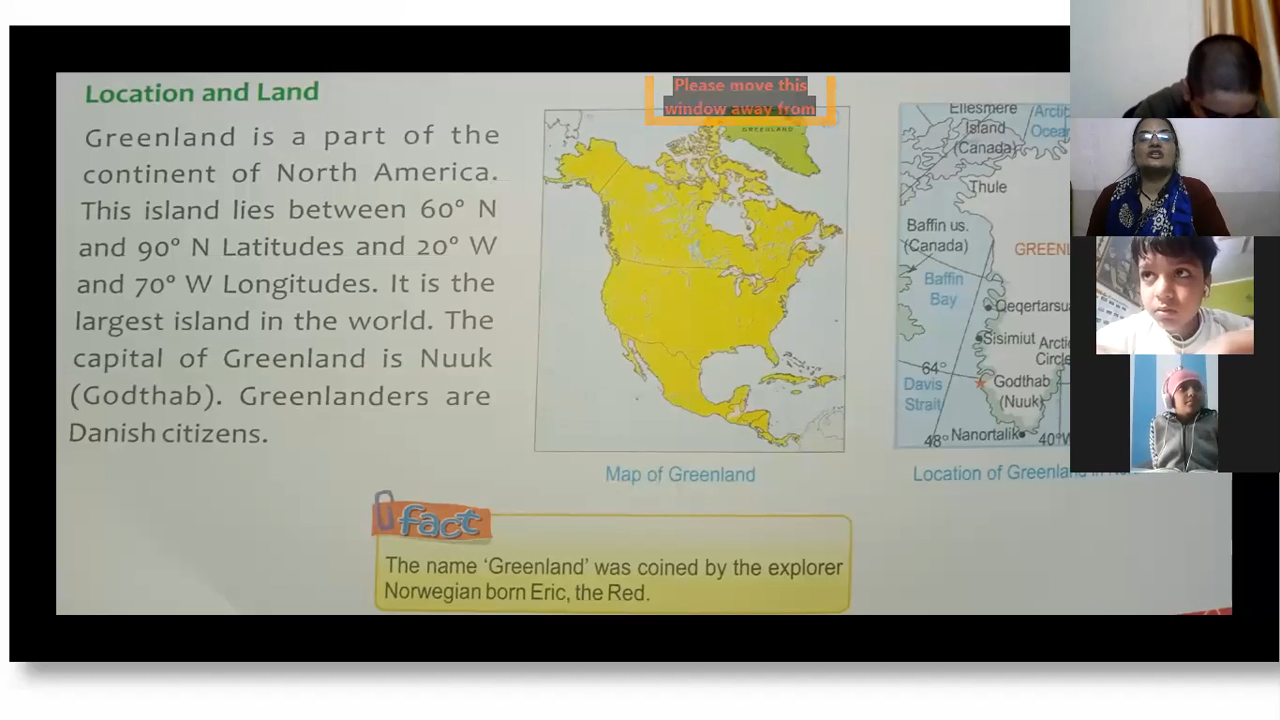 Location and Land
Greenland is a part of the
continent of North America.
This island lies between 60° N
and 90° N Latitudes and 20° W
and 70° W Longitudes. It is the
largest island in the world. The
capital of Greenland is Nuuk
(Godthab). Greenlanders are
Danish citizens.
Please move this
window away from
GREENLAND
Map of Greenland
Ellesmere
Island
(Canada)
Arctic
Ocean
Thule
Baffin us.
(Canada)
GREENL
Baffin
Bay
Qeqertarsua
Sisimiut
Arctic
Circle
64°
Davis
Strait
Godthab
(Nuuk)
48°
Nanortalik
40°W
Location of Greenland in N
fact
The name ‘Greenland’ was coined by the explorer
Norwegian born Eric, the Red.